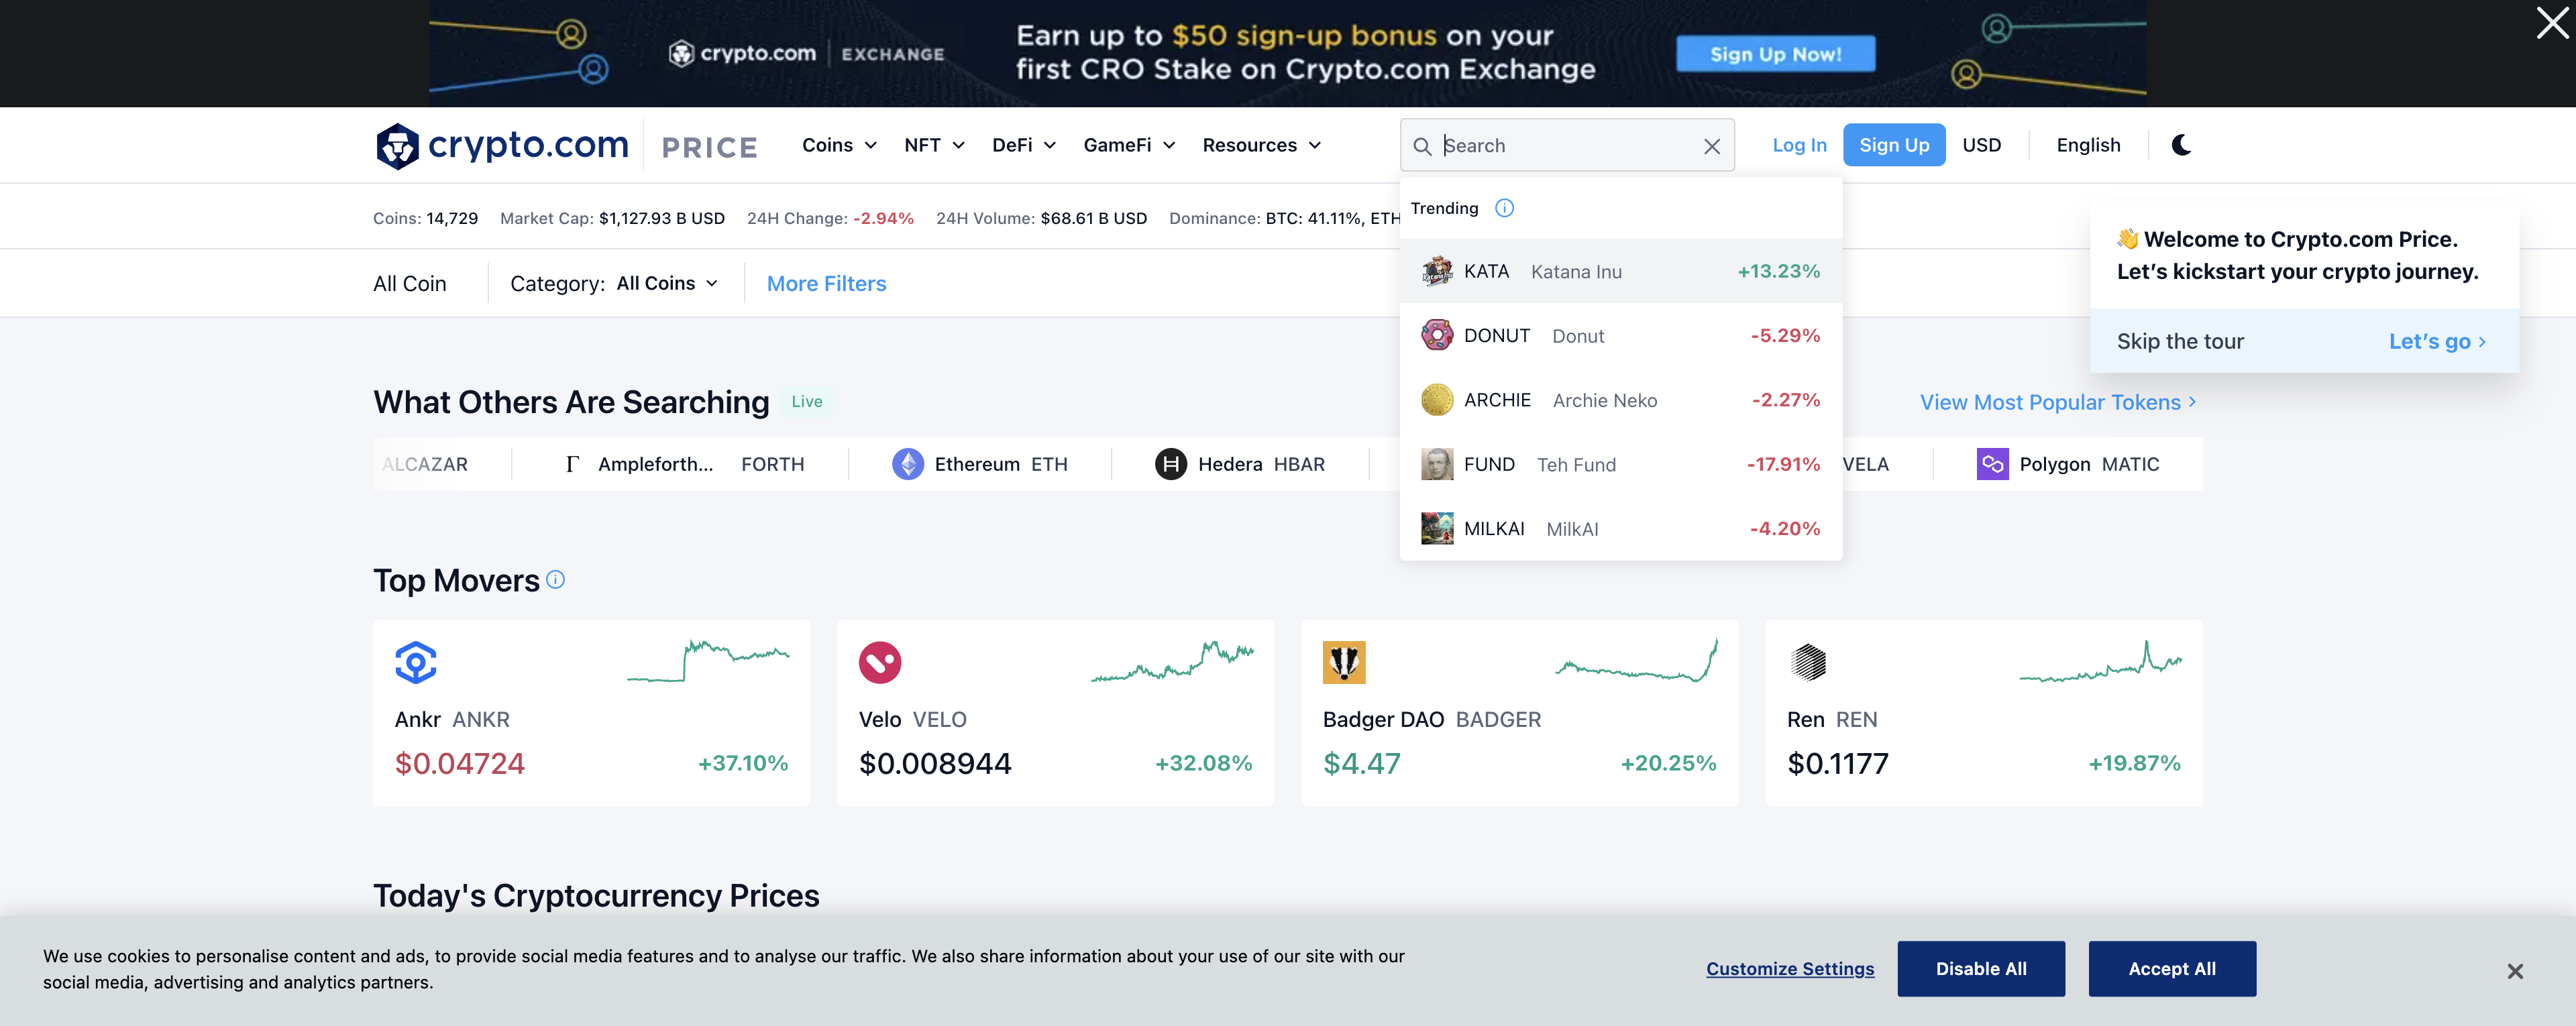 crypto.com EXCHANGE
Earn up to $50 sign-up bonus on your
first CRO Stake on Crypto.com Exchange
Sign Up Now!
crypto.com PRICE
Coins NFT DeFi GameFi Resources
Search
Log In Sign Up USD English
Coins: 14,729 Market Cap: $1,127.93 B USD 24H Change: -2.94% 24H Volume: $68.61 B USD Dominance: BTC: 41.11%, ETH
All Coin Category: All Coins More Filters
Trending
KATA Katana Inu +13.23%
DONUT Donut -5.29%
ARCHIE Archie Neko -2.27%
FUND Teh Fund -17.91%
MILKAI MilkAI -4.20%
👋 Welcome to Crypto.com Price.
Let’s kickstart your crypto journey.
Skip the tour Let’s go
What Others Are Searching Live View Most Popular Tokens
ALCAZAR Ampleforth... FORTH Ethereum ETH Hedera HBAR VELA Polygon MATIC
Top Movers
Ankr ANKR
$0.04724 +37.10%
Velo VELO
$0.008944 +32.08%
Badger DAO BADGER
$4.47 +20.25%
Ren REN
$0.1177 +19.87%
Today's Cryptocurrency Prices
We use cookies to personalise content and ads, to provide social media features and to analyse our traffic. We also share information about your use of our site with our
social media, advertising and analytics partners.
Customize Settings Disable All Accept All